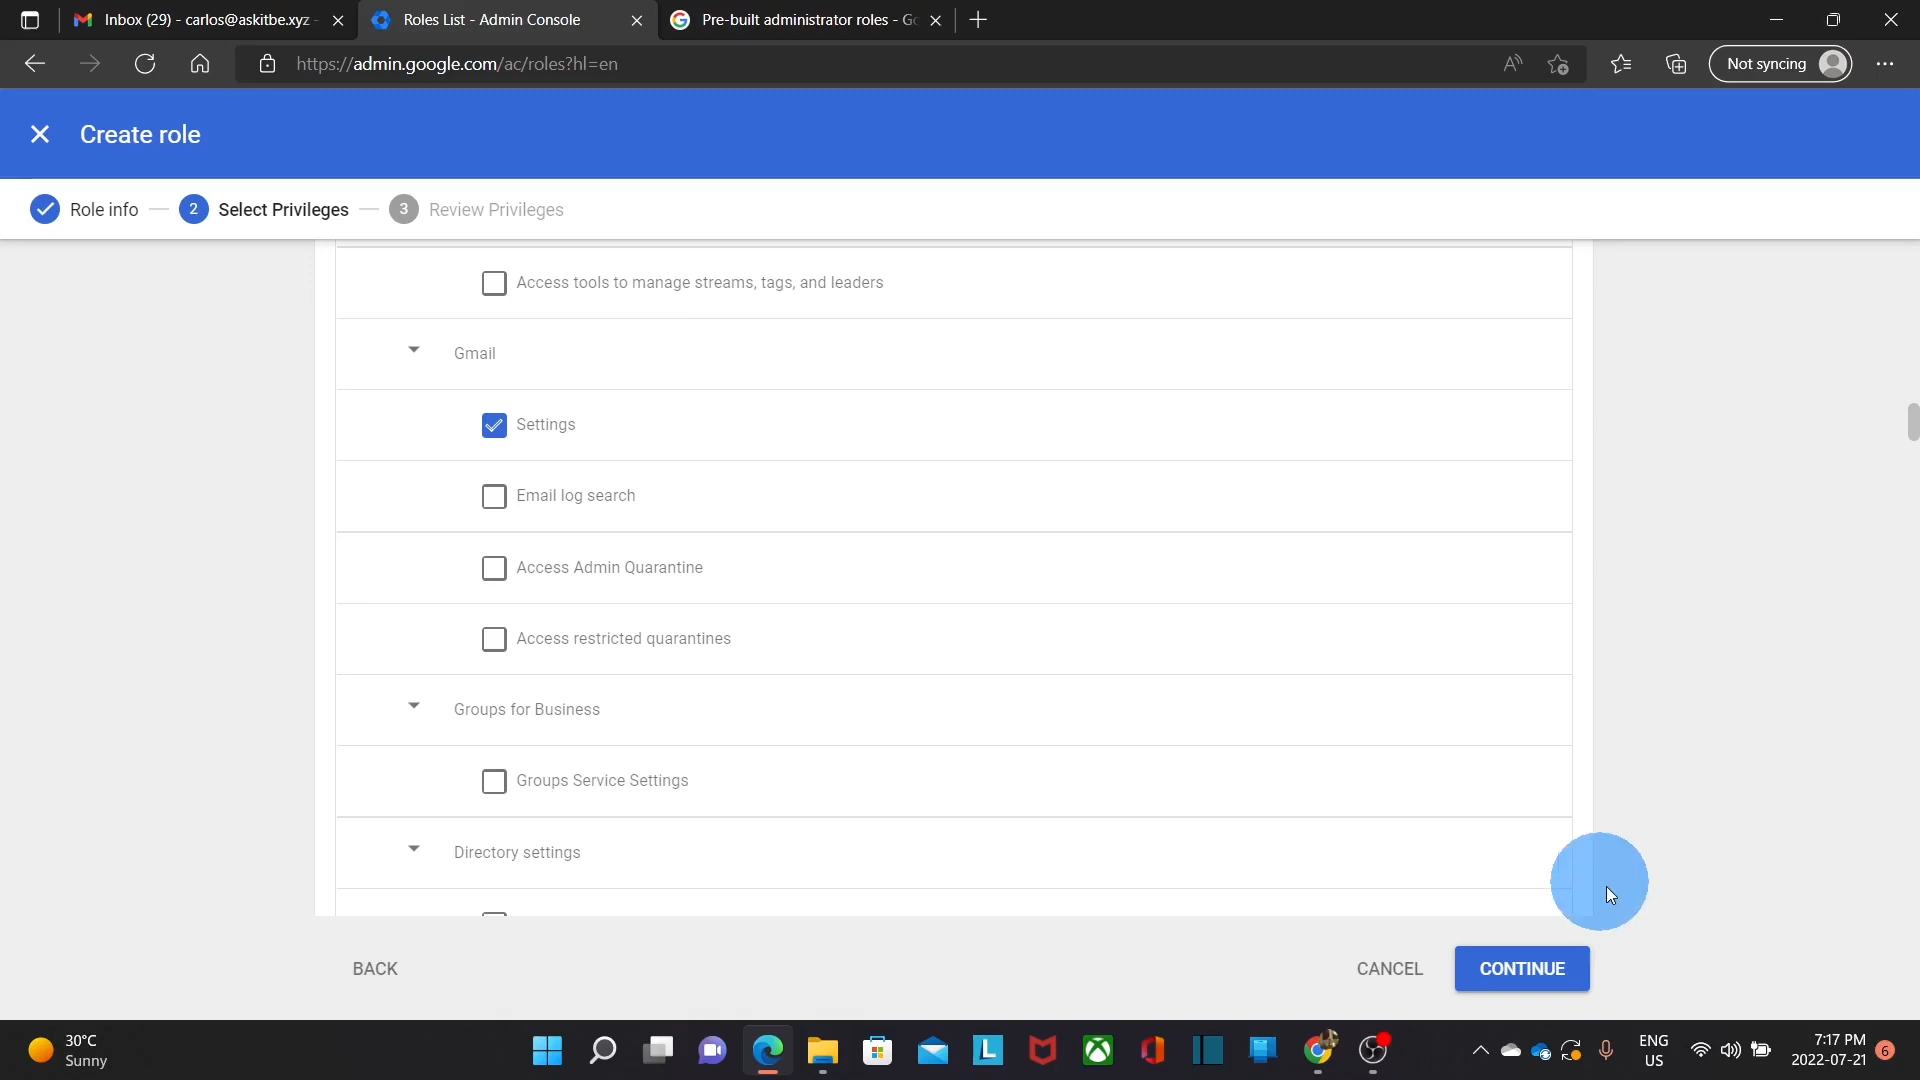 Inbox (29) - carlos@askitbe.xyz -
Roles List - Admin Console
Pre-built administrator roles - Go
https://admin.google.com/ac/roles?hl=en
Not syncing
Create role
Role info
2
Select Privileges
3
Review Privileges
Access tools to manage streams, tags, and leaders
Gmail
Settings
Email log search
Access Admin Quarantine
Access restricted quarantines
Groups for Business
Groups Service Settings
Directory settings
BACK
CANCEL
CONTINUE
30°C
Sunny
ENG
US
7:17 PM
2022-07-21
6